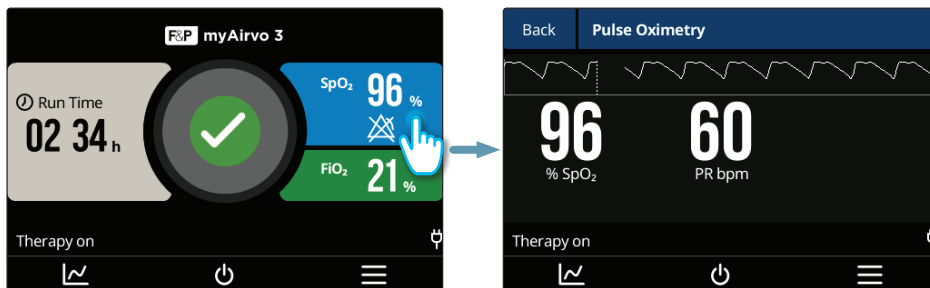 F&P myAirvo 3
Run Time
02 34 h
SpO₂ 96 %
FiO₂ 21 %
Therapy on
Back Pulse Oximetry
96 60
% SpO₂ PR bpm
Therapy on